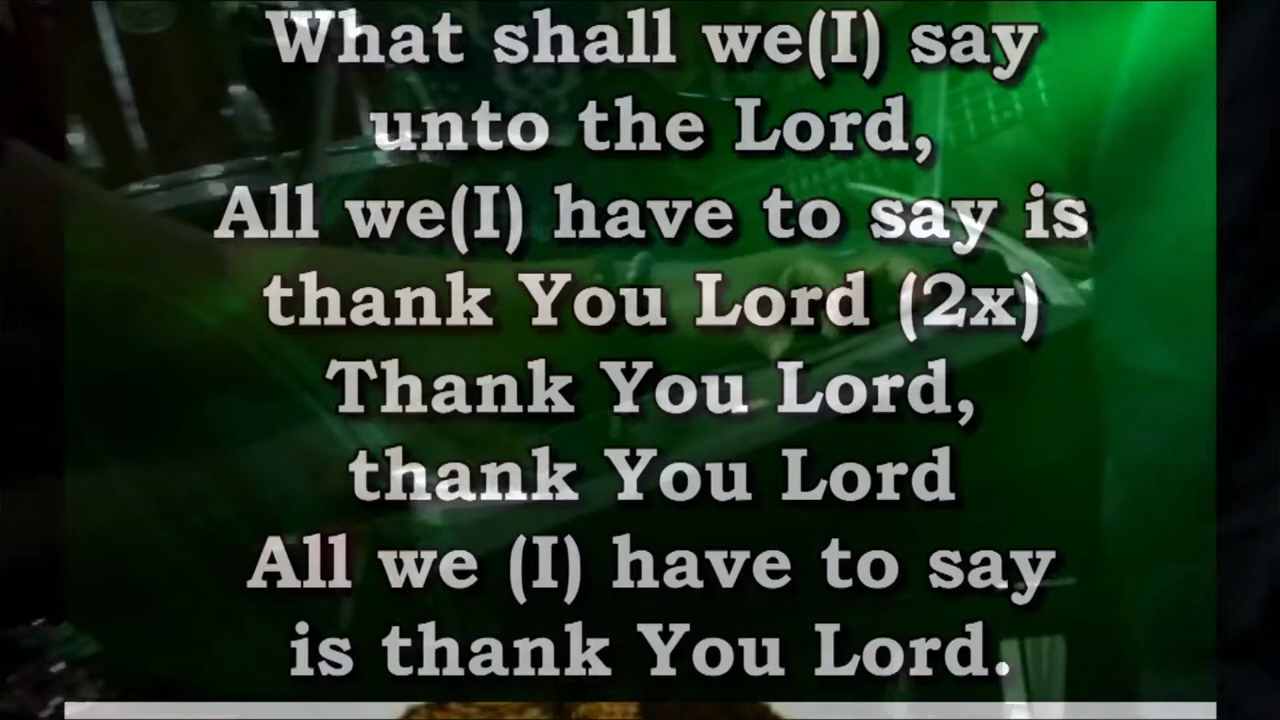 What shall we(I) say
unto the Lord,
All we(I) have to say is
thank You Lord (2x)
Thank You Lord,
thank You Lord
All we (I) have to say
is thank You Lord.